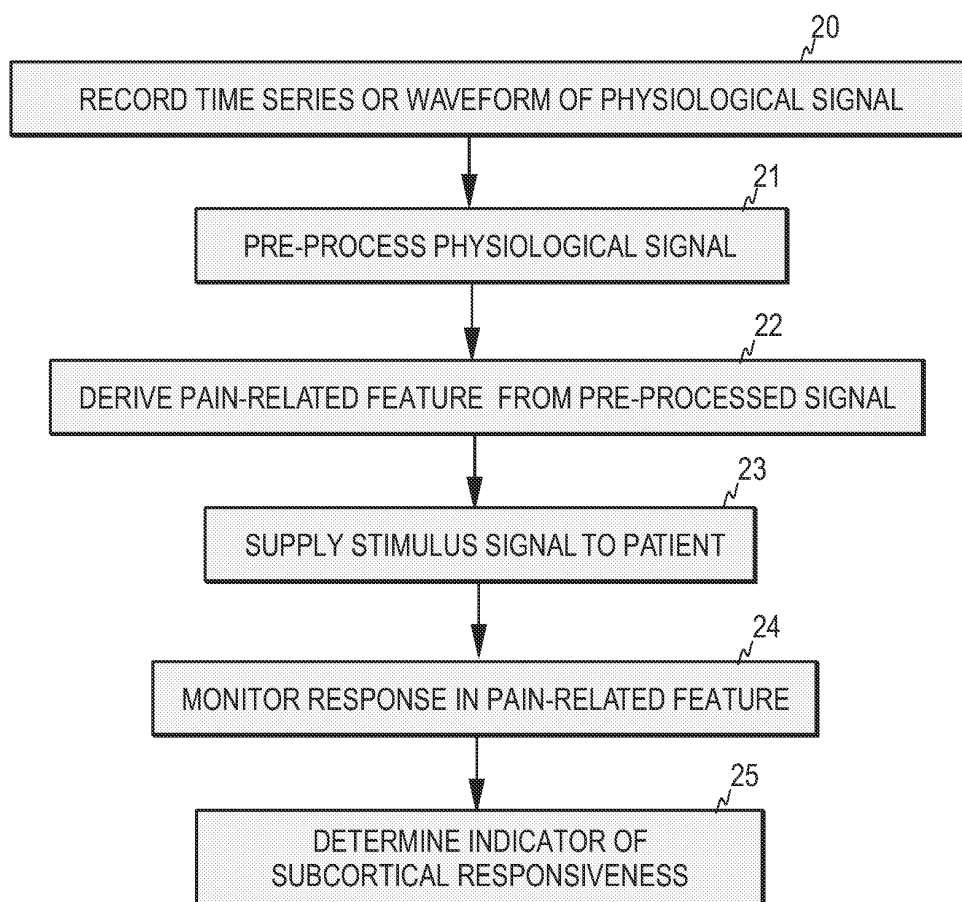 20
RECORD TIME SERIES OR WAVEFORM OF PHYSIOLOGICAL SIGNAL
21
PRE-PROCESS PHYSIOLOGICAL SIGNAL
22
DERIVE PAIN-RELATED FEATURE FROM PRE-PROCESSED SIGNAL
23
SUPPLY STIMULUS SIGNAL TO PATIENT
24
MONITOR RESPONSE IN PAIN-RELATED FEATURE
25
DETERMINE INDICATOR OF
SUBCORTICAL RESPONSIVENESS